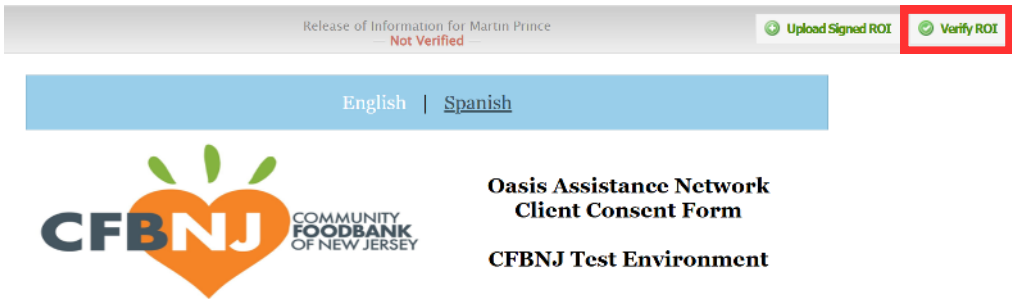 Release of Information for Martin Prince
— Not Verified —
Upload Signed ROI
Verify ROI
English | Spanish
CFBNJ
COMMUNITY
FOODBANK
OF NEW JERSEY
Oasis Assistance Network
Client Consent Form
CFBNJ Test Environment